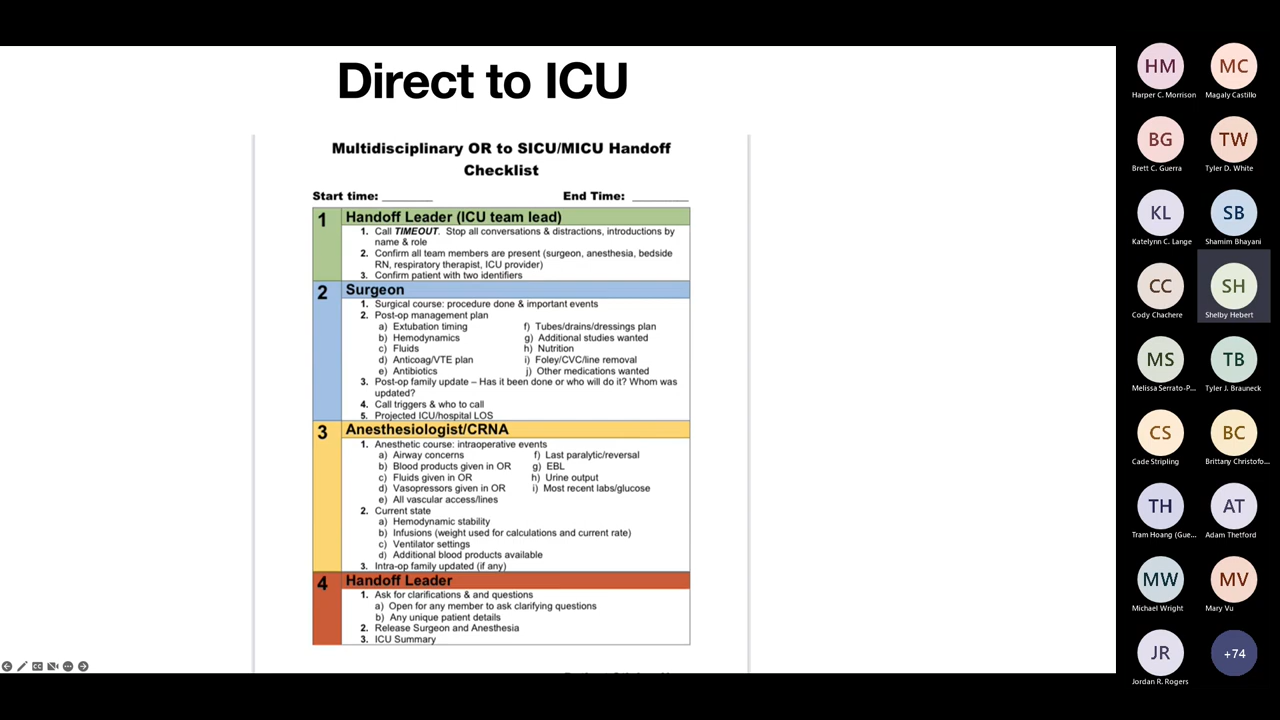 Direct to ICU
Multidisciplinary OR to SICU/MICU Handoff
Checklist
Start time: ________ End Time: ________
1 Handoff Leader (ICU team lead)
1. Call TIMEOUT. Stop all conversations & distractions, introductions by
name & role
2. Confirm all team members are present (surgeon, anesthesia, bedside
RN, respiratory therapist, ICU provider)
3. Confirm patient with two identifiers
2 Surgeon
1. Surgical course: procedure done & important events
2. Post-op management plan
a) Extubation timing f) Tubes/drains/dressings plan
b) Hemodynamics g) Additional studies wanted
c) Fluids h) Nutrition
d) Anticoag/VTE plan i) Foley/CVC/line removal
e) Antibiotics j) Other medications wanted
3. Post-op family update – Has it been done or who will do it? Whom was
updated?
4. Call triggers & who to call
5. Projected ICU/hospital LOS
3 Anesthesiologist/CRNA
1. Anesthetic course: intraoperative events
a) Airway concerns f) Last paralytic/reversal
b) Blood products given in OR g) EBL
c) Fluids given in OR h) Urine output
d) Vasopressors given in OR i) Most recent labs/glucose
e) All vascular access/lines
2. Current state
a) Hemodynamic stability
b) Infusions (weight used for calculations and current rate)
c) Ventilator settings
d) Additional blood products available
3. Intra-op family updated (if any)
4 Handoff Leader
1. Ask for clarifications & and questions
a) Open for any member to ask clarifying questions
b) Any unique patient details
2. Release Surgeon and Anesthesia
3. ICU Summary
HM MC
Harper C. Morrison Magaly Castillo
BG TW
Brett C. Guerra Tyler D. White
KL SB
Katelynn C. Lange Shamim Bhayani
CC SH
Cody Chachere Shelby Hebert
MS TB
Melissa Serrato-P... Tyler J. Brauneck
CS BC
Cade Stripling Brittany Christofo...
TH AT
Tram Hoang (Gue... Adam Thetford
MW MV
Michael Wright Mary Vu
JR +74
Jordan R. Rogers